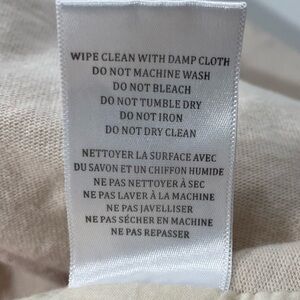 WIPE CLEAN WITH DAMP CLOTH
DO NOT MACHINE WASH
DO NOT BLEACH
DO NOT TUMBLE DRY
DO NOT IRON
DO NOT DRY CLEAN
NETTOYER LA SURFACE AVEC
DU SAVON ET UN CHIFFON HUMIDE
NE PAS NETTOYER À SEC
NE PAS LAVER À LA MACHINE
NE PAS JAVELLISER
NE PAS SÉCHER EN MACHINE
NE PAS REPASSER